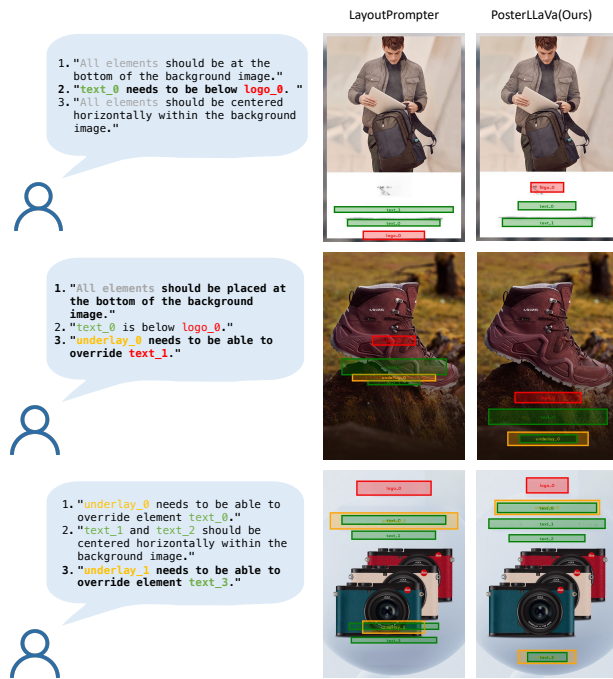 LayoutPrompter
PosterLLaVa(Ours)
1. "All elements should be at the
bottom of the background image."
2. "text_0 needs to be below logo_0. "
3. "All elements should be centered
horizontally within the background
image."
text_1
text_0
logo_0
logo_0
text_0
text_1
1. "All elements should be placed at
the bottom of the background
image."
2. "text_0 is below logo_0."
3. "underlay_0 needs to be able to
override text_1."
underlay_0
underlay_0
1. "underlay_0 needs to be able to
override element text_0."
2. "text_1 and text_2 should be
centered horizontally within the
background image."
3. "underlay_1 needs to be able to
override element text_3."
logo_0
text_1
logo_0
text_0
text_1
text_2